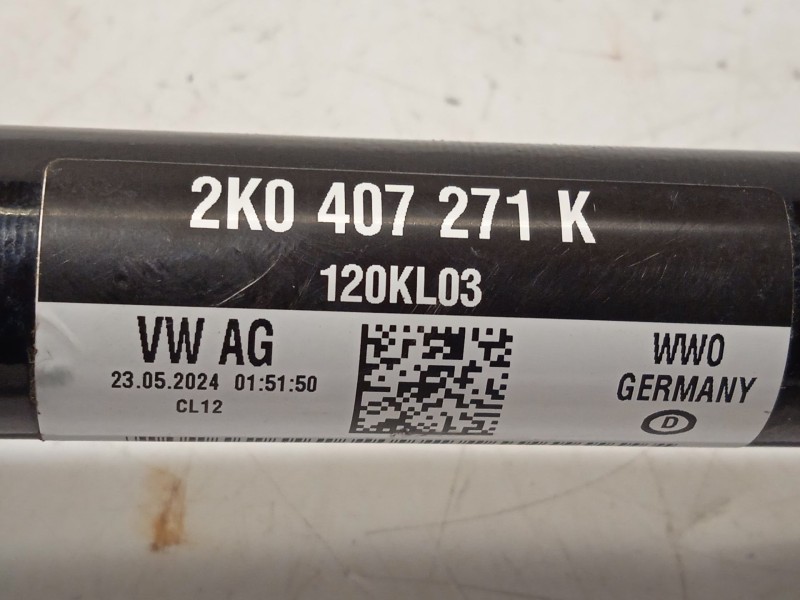 2K0 407 271 K
120KL03
VW AG
23.05.2024 01:51:50
CL12
WWO
GERMANY
D